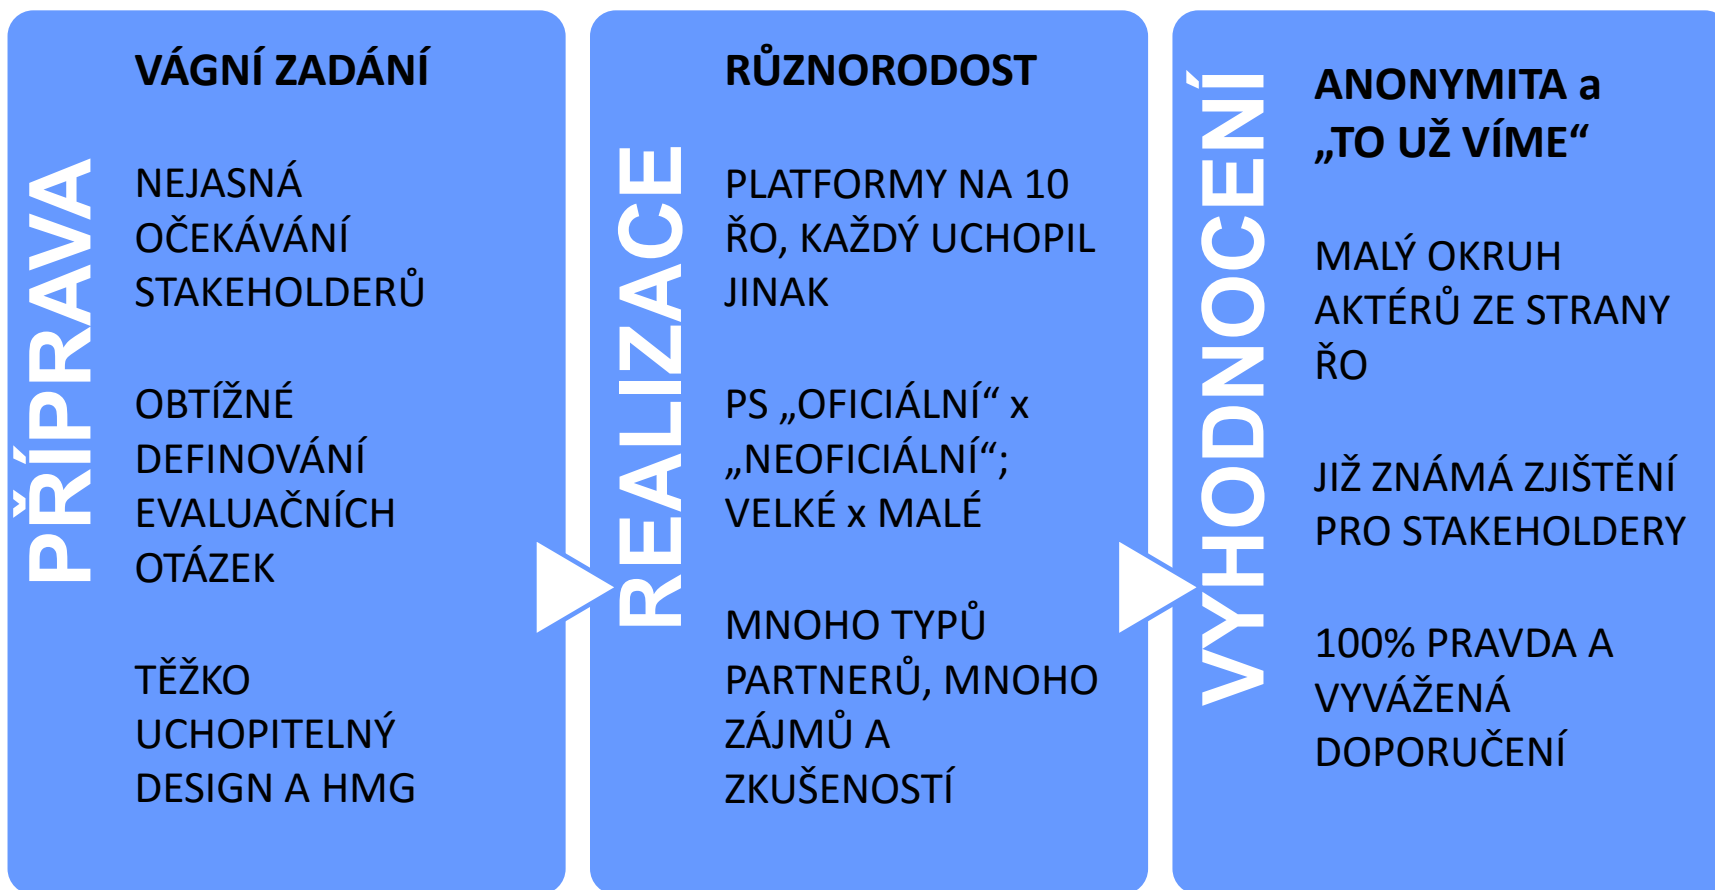 PŘÍPRAVA
VÁGNÍ ZADÁNÍ
NEJASNÁ
OČEKÁVÁNÍ
STAKEHOLDERŮ
OBTÍŽNÉ
DEFINOVÁNÍ
EVALUAČNÍCH
OTÁZEK
TĚŽKO
UCHOPITELNÝ
DESIGN A HMG
REALIZACE
RŮZNORODOST
PLATFORMY NA 10
ŘO, KAŽDÝ UCHOPIL
JINAK
PS „OFICIÁLNÍ“ x
„NEOFICIÁLNÍ“;
VELKÉ x MALÉ
MNOHO TYPŮ
PARTNERŮ, MNOHO
ZÁJMŮ A
ZKUŠENOSTÍ
VYHODNOCENÍ
ANONYMITA a
„TO UŽ VÍME“
MALÝ OKRUH
AKTÉRŮ ZE STRANY
ŘO
JIŽ ZNÁMÁ ZJIŠTĚNÍ
PRO STAKEHOLDERY
100% PRAVDA A
VYVÁŽENÁ
DOPORUČENÍ